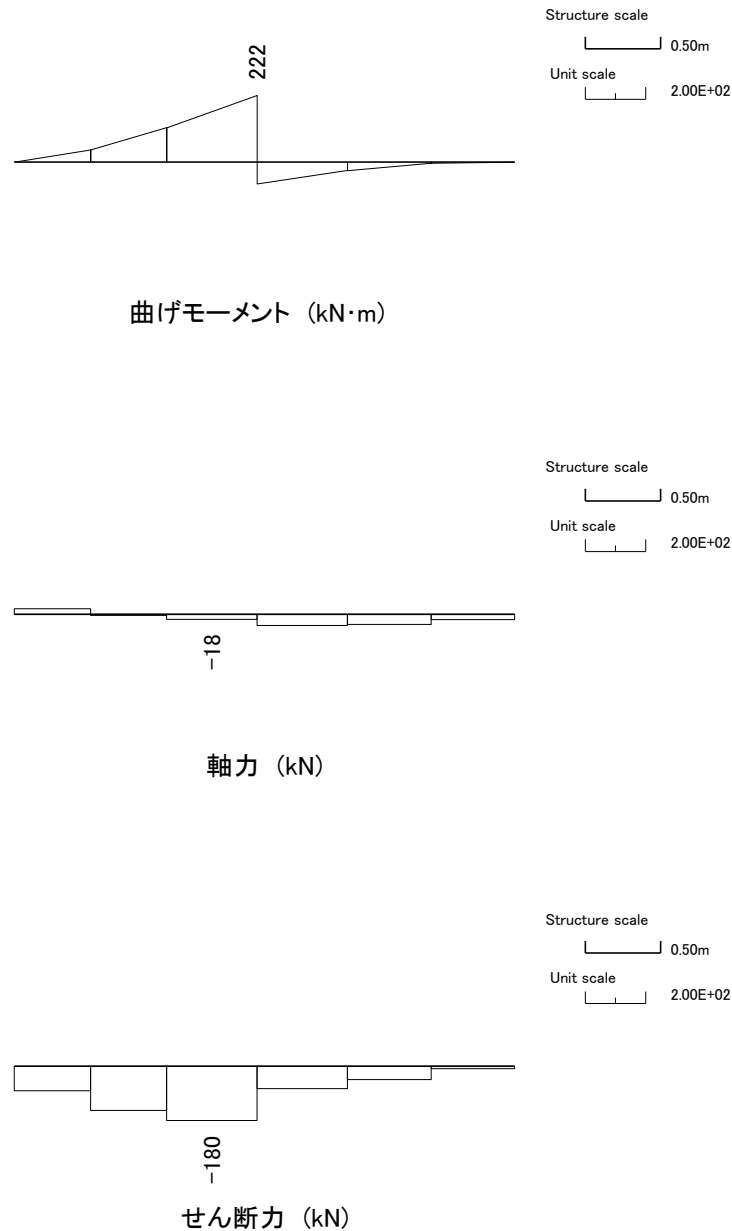 Structure scale
0.50m
Unit scale
2.00E+02
222
曲げモーメント (kN・m)
Structure scale
0.50m
Unit scale
2.00E+02
-18
軸力 (kN)
Structure scale
0.50m
Unit scale
2.00E+02
-180
せん断力 (kN)